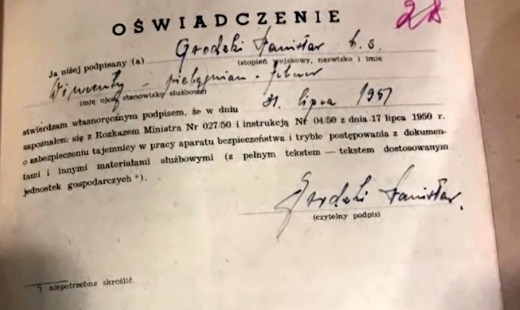 28
OŚWIADCZENIE
Ja niżej podpisany (a) Grodzki Stanisław
(stopień wojskowy, nazwisko i imię
Wincenty –
imię ojca, stanowisko służbowe)
31 lipca 1951
stwierdzam własnoręcznym podpisem, że w dniu
zapoznałem się z Rozkazem Ministra Nr 027/50 i instrukcją Nr 04/50 z dnia 17 lipca 1950 r.
o zabezpieczeniu tajemnicy w pracy aparatu bezpieczeństwa i trybie postępowania z dokumen-
tami i innymi materiałami służbowymi (z pełnym tekstem — tekstem dostosowanym
jednostek gospodarczych *).
Grodzki Stanisław.
(czytelny podpis)
*) niepotrzebne skreślić.